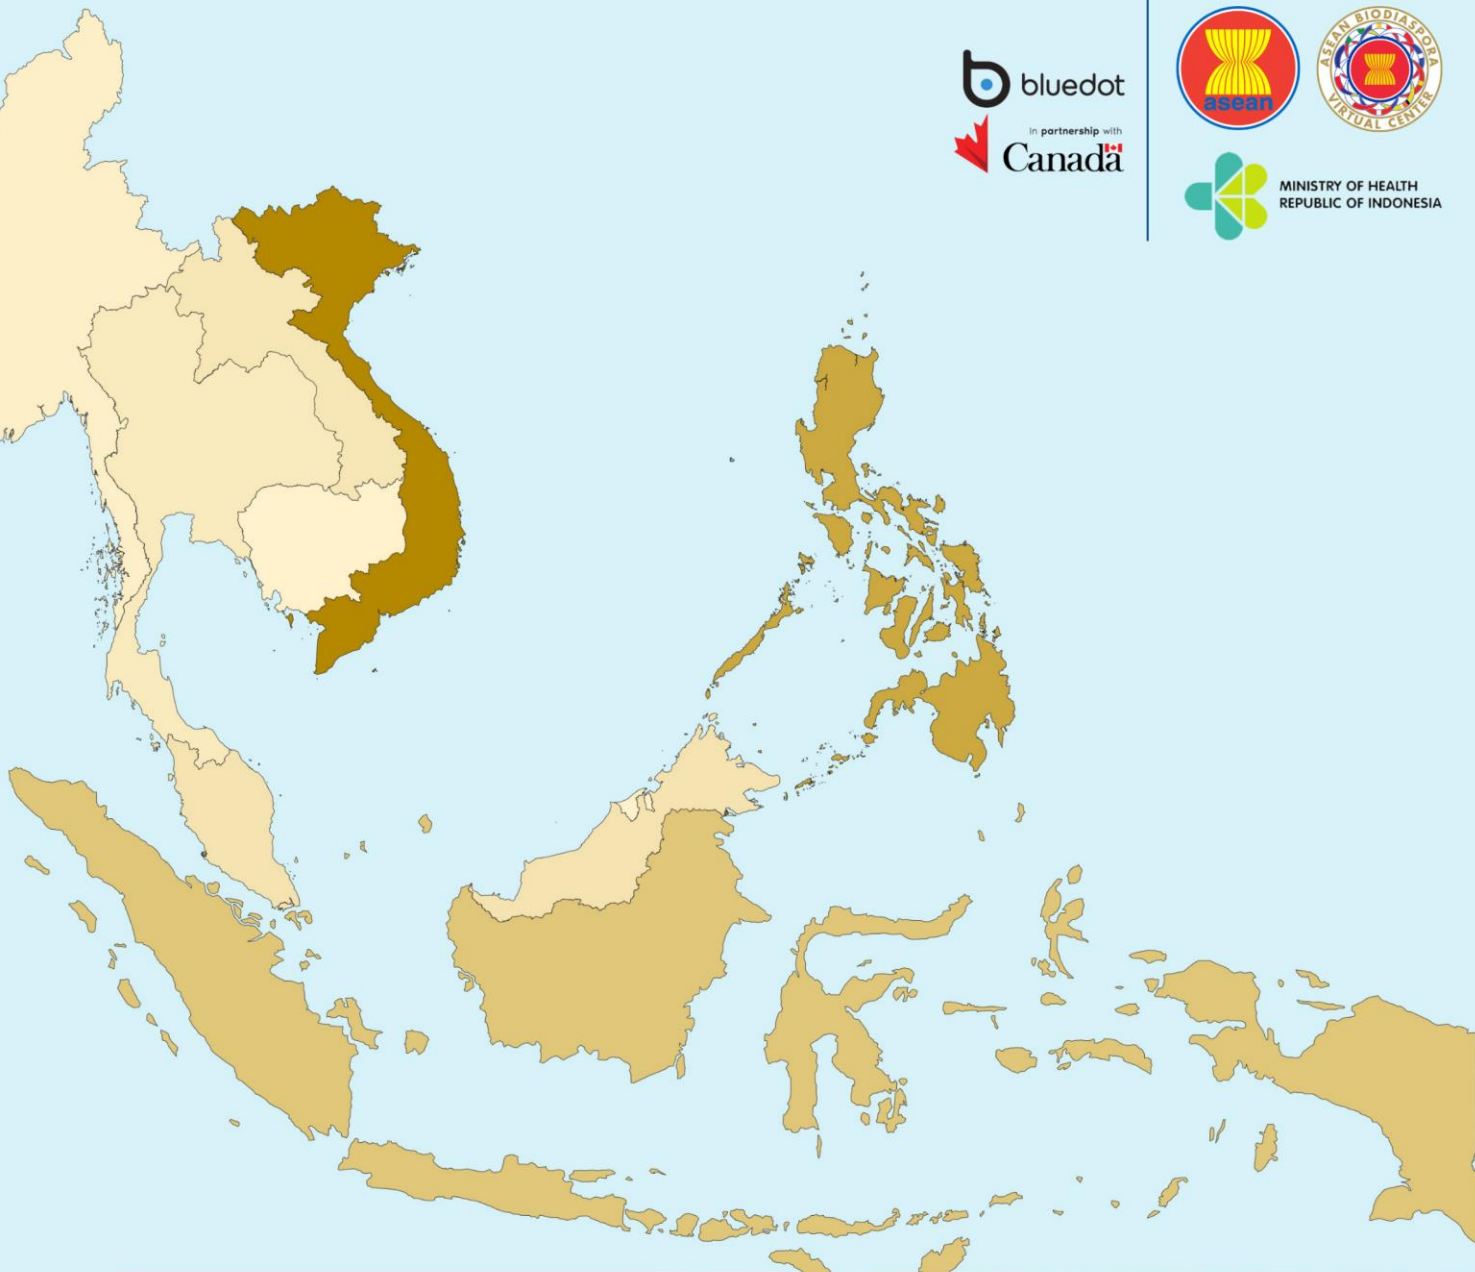 bluedot
in partnership with
Canada
asean
ASEAN BIODIASPORA
VIRTUAL CENTER
MINISTRY OF HEALTH
REPUBLIC OF INDONESIA